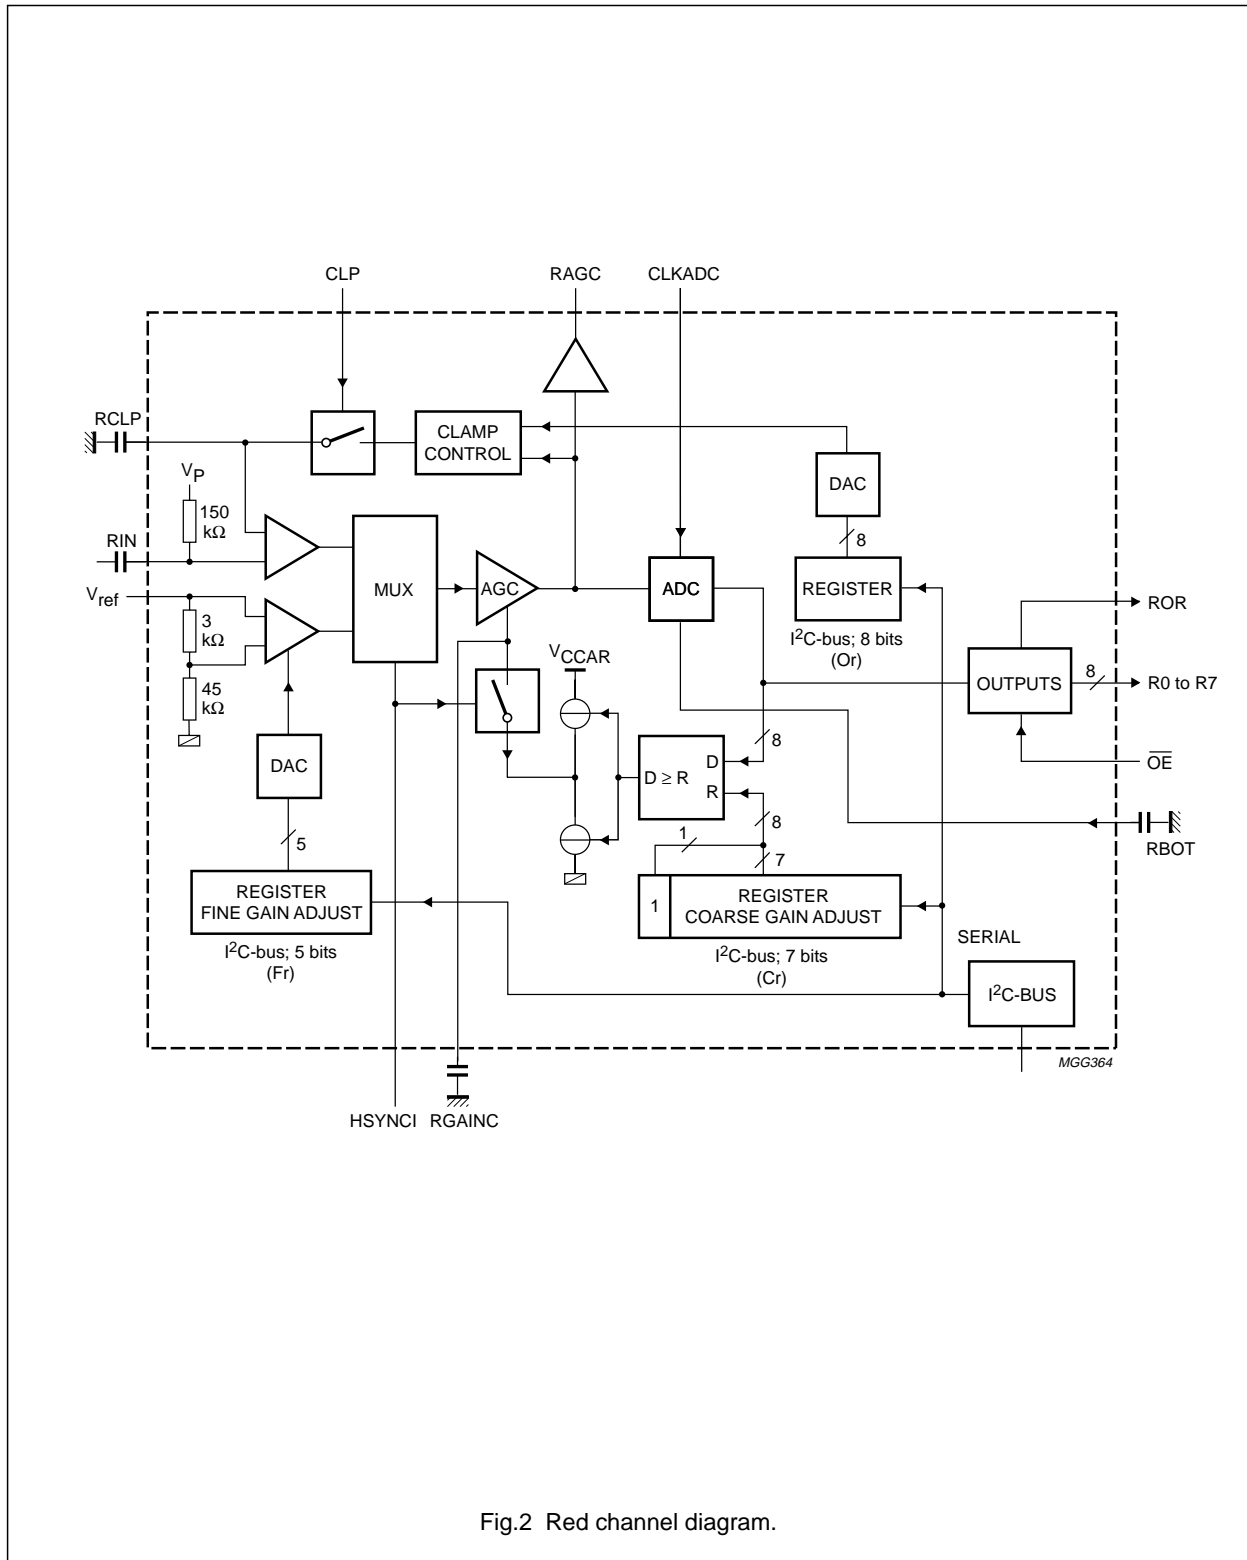 CLP
RAGC
CLKADC
RCLP
CLAMP
CONTROL
VP
150
kΩ
DAC
8
RIN
MUX
AGC
ADC
REGISTER
Vref
3
kΩ
I2C-bus; 8 bits
(Or)
ROR
VCCAR
OUTPUTS
8
R0 to R7
45
kΩ
DAC
8
D ≥ R
D
R
OE
8
5
1
7
RBOT
REGISTER
FINE GAIN ADJUST
1
REGISTER
COARSE GAIN ADJUST
I2C-bus; 5 bits
(Fr)
I2C-bus; 7 bits
(Cr)
SERIAL
I2C-BUS
MGG364
HSYNCI
RGAINC
Fig.2 Red channel diagram.